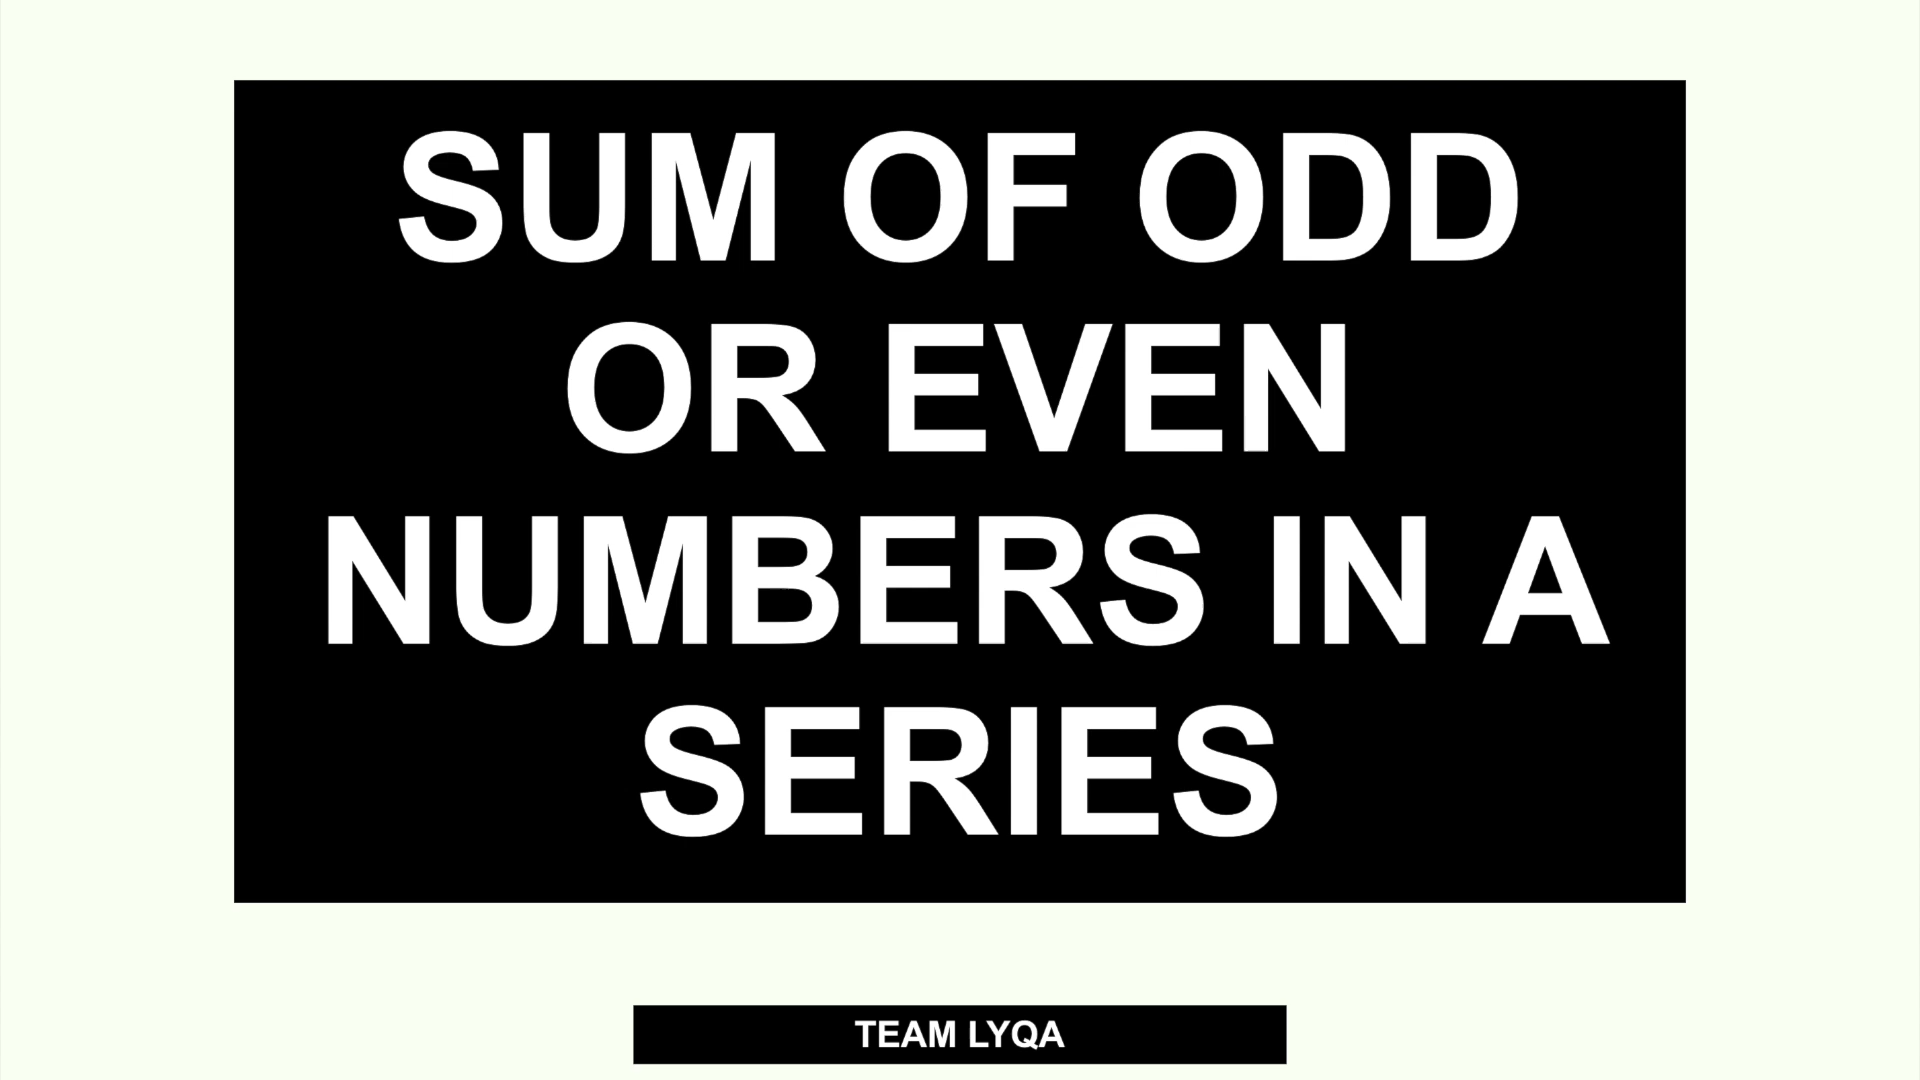 SUM OF ODD
OR EVEN
NUMBERS IN A
SERIES
TEAM LYQA